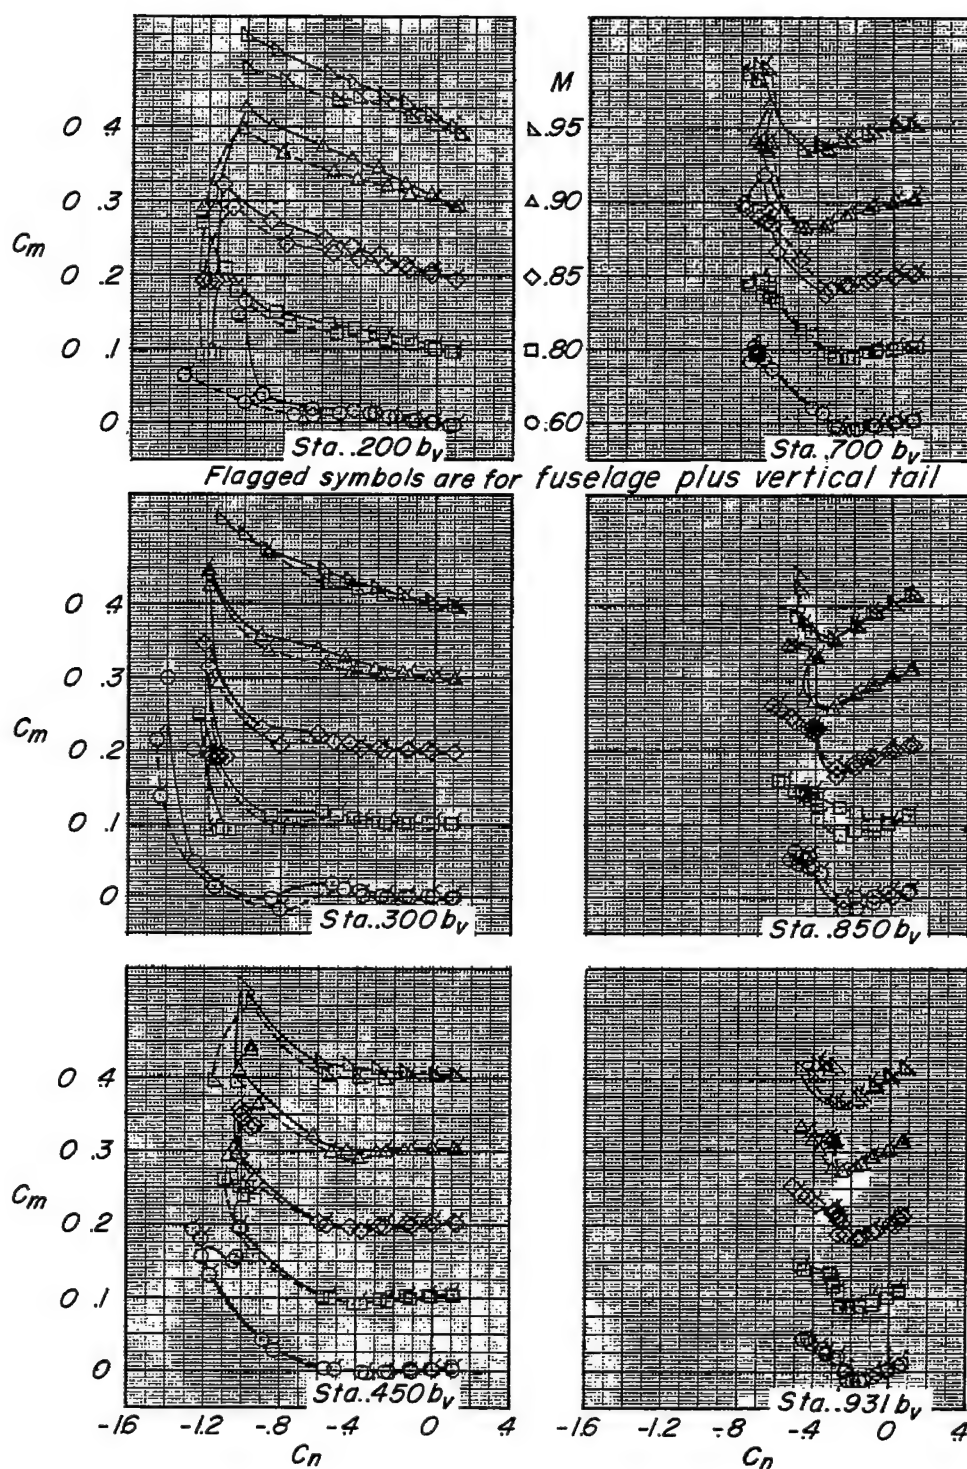 M
0 .4 .95
0 .3 .90
Cm
0 .2 .85
0 .1 .80
0 .60
Sta. .200 bv Sta. .700 bv
Flagged symbols are for fuselage plus vertical tail
0 .4
0 .3
Cm
0 .2
0 .1
0
Sta. .300 bv Sta. .850 bv
0 .4
0 .3
Cm
0 .2
0 .1
0
Sta. .450 bv Sta. .931 bv
-1.6 -1.2 -.8 -.4 0 .4 -1.2 -.8 -.4 0 .4
Cn Cn